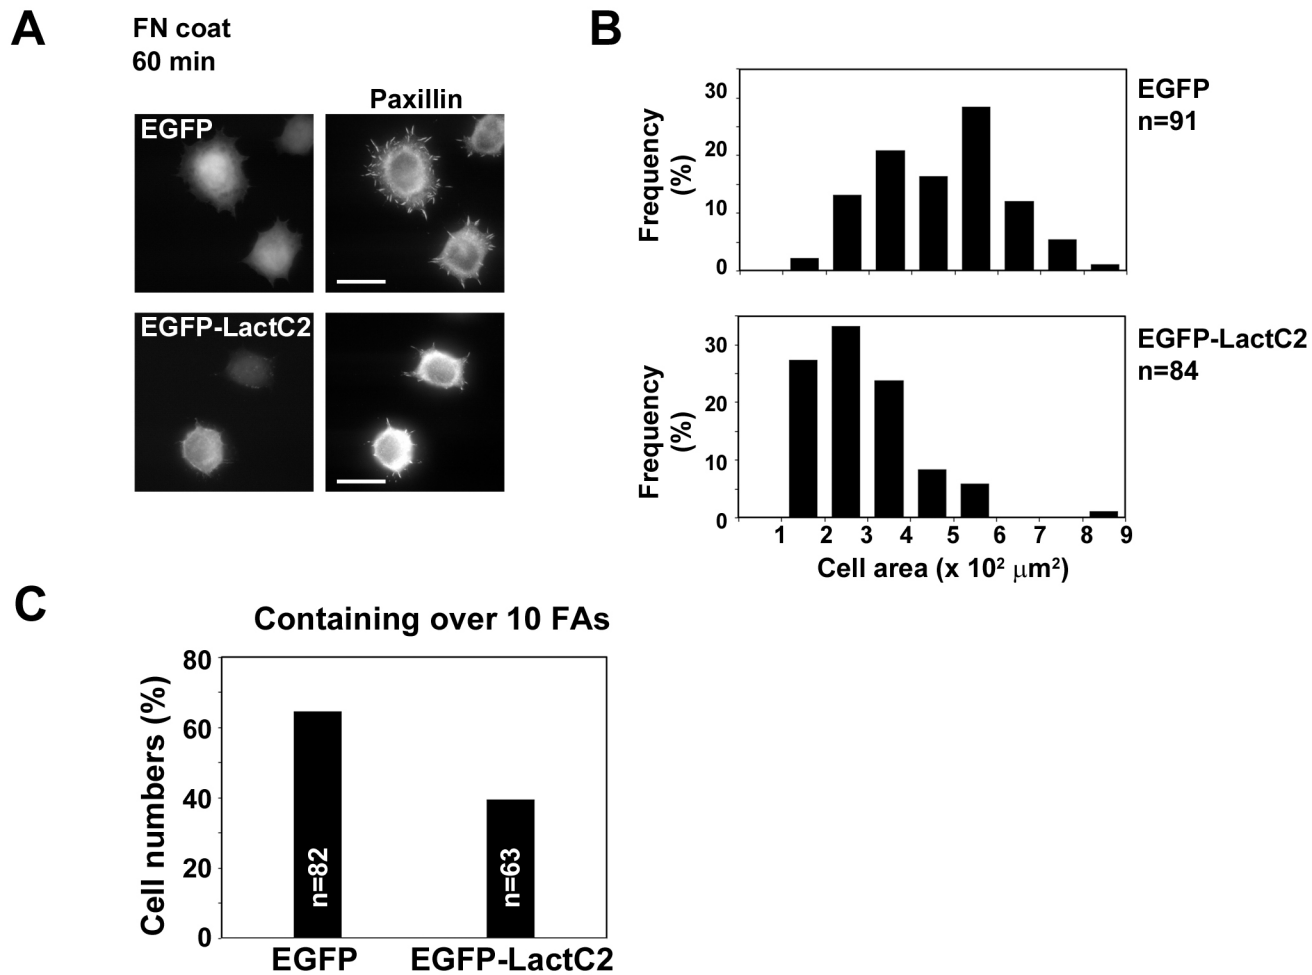 A
FN coat
60 min
Paxillin
EGFP
EGFP-LactC2
B
Frequency
(%)
30
20
10
0
EGFP
n=91
Frequency
(%)
30
20
10
0
EGFP-LactC2
n=84
1 2 3 4 5 6 7 8 9
Cell area (x 10² μm²)
C
Containing over 10 FAs
Cell numbers (%)
80
60
40
20
0
n=82
n=63
EGFP EGFP-LactC2